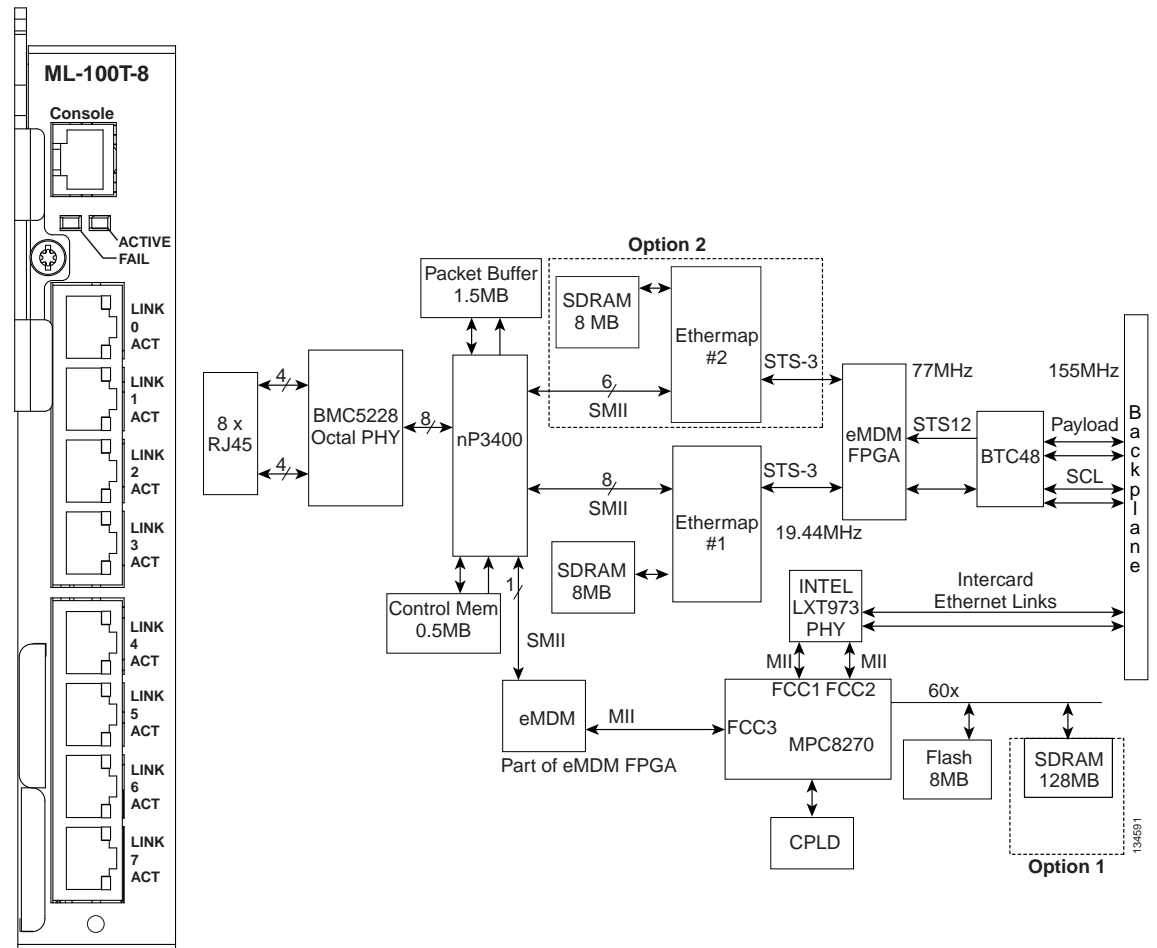 ML-100T-8
Console
ACTIVE
FAIL
LINK
0
ACT
LINK
1
ACT
LINK
2
ACT
LINK
3
ACT
LINK
4
ACT
LINK
5
ACT
LINK
6
ACT
LINK
7
ACT
Option 2
Packet Buffer
1.5MB
SDRAM
8 MB
Ethermap
#2
8 x
RJ45
4
4
BMC5228
Octal PHY
8
nP3400
6
SMII
STS-3
77MHz
155MHz
eMDM
FPGA
STS12
BTC48
Payload
SCL
Backplane
8
SMII
STS-3
Ethermap
#1
19.44MHz
SDRAM
8MB
Control Mem
0.5MB
1
SMII
INTEL
LXT973
PHY
Intercard
Ethernet Links
MII
MII
FCC1 FCC2
60x
eMDM
MII
FCC3
MPC8270
Part of eMDM FPGA
Flash
8MB
SDRAM
128MB
CPLD
Option 1
134591